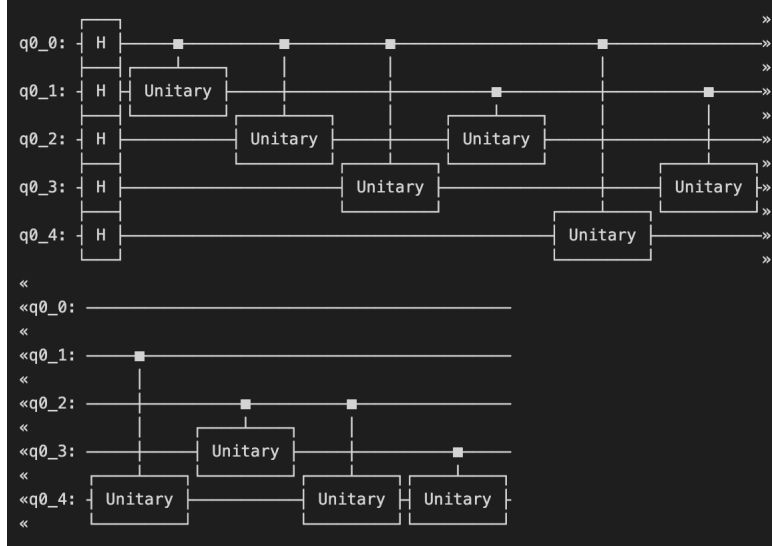 »
q0_0: H »
»
q0_1: H Unitary »
»
q0_2: H Unitary Unitary »
»
q0_3: H Unitary Unitary »
»
q0_4: H Unitary »
»
«
«q0_0:
«
«q0_1:
«
«q0_2:
«
«q0_3: Unitary
«
«q0_4: Unitary Unitary Unitary
«